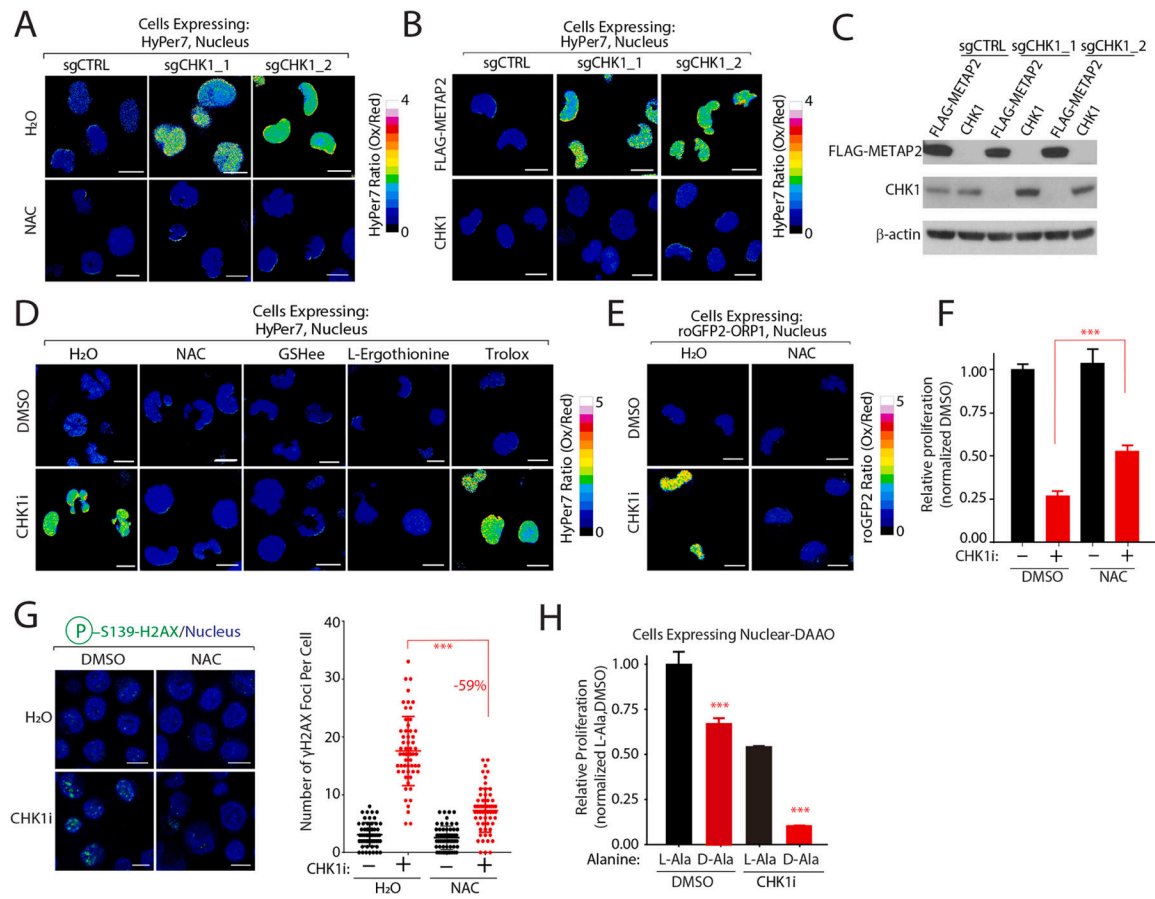 A
Cells Expressing:
HyPer7, Nucleus
sgCTRL sgCHK1_1 sgCHK1_2
H₂O
NAC
4
HyPer7 Ratio (Ox/Red)
0
B
Cells Expressing:
HyPer7, Nucleus
sgCTRL sgCHK1_1 sgCHK1_2
FLAG-METAP2
CHK1
4
HyPer7 Ratio (Ox/Red)
0
C
sgCTRL sgCHK1_1 sgCHK1_2
FLAG-METAP2 CHK1 FLAG-METAP2 CHK1 FLAG-METAP2 CHK1
FLAG-METAP2
CHK1
β-actin
D
Cells Expressing:
HyPer7, Nucleus
H₂O NAC GSHee L-Ergothionine Trolox
DMSO
CHK1i
5
HyPer7 Ratio (Ox/Red)
0
E
Cells Expressing:
roGFP2-ORP1, Nucleus
H₂O NAC
DMSO
CHK1i
5
roGFP2 Ratio (Ox/Red)
0
F
***
Relative proliferation
(normalized DMSO)
1.00
0.75
0.50
0.25
0.00
CHK1i: − + − +
DMSO NAC
G
P–S139-H2AX/Nucleus
DMSO NAC
H₂O
CHK1i
Number of γH2AX Foci Per Cell
40
30
20
10
0
***
-59%
CHK1i: − + − +
H₂O NAC
H
Cells Expressing Nuclear-DAAO
Relative Proliferation
(normalized L-Ala,DMSO)
1.00
0.75
0.50
0.25
0.00
***
***
Alanine: L-Ala D-Ala L-Ala D-Ala
DMSO CHK1i